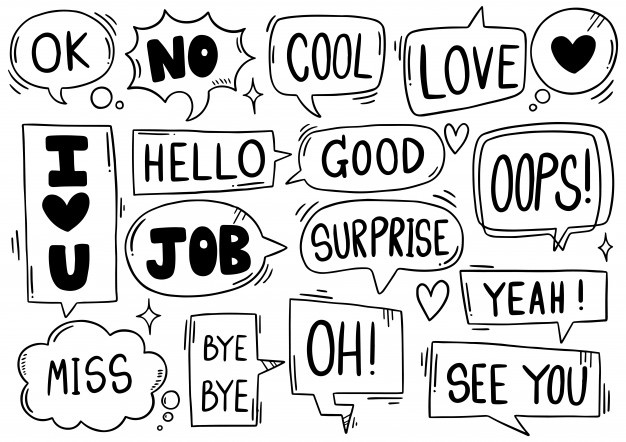 OK
NO
COOL
LOVE
I
♥
U
HELLO
GOOD
OOPS!
JOB
SURPRISE
YEAH!
MISS
BYE
BYE
OH!
SEE YOU